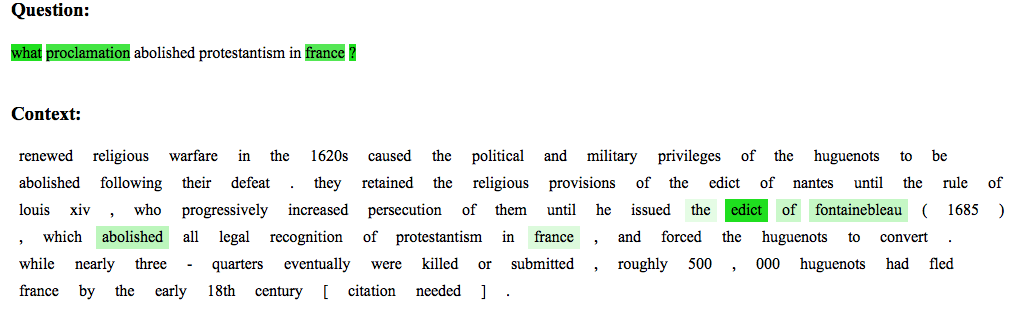 Question:
what proclamation abolished protestantism in france ?
Context:
renewed religious warfare in the 1620s caused the political and military privileges of the huguenots to be
abolished following their defeat . they retained the religious provisions of the edict of nantes until the rule of
louis xiv , who progressively increased persecution of them until he issued the edict of fontainebleau ( 1685 )
, which abolished all legal recognition of protestantism in france , and forced the huguenots to convert .
while nearly three - quarters eventually were killed or submitted , roughly 500 , 000 huguenots had fled
france by the early 18th century [ citation needed ] .